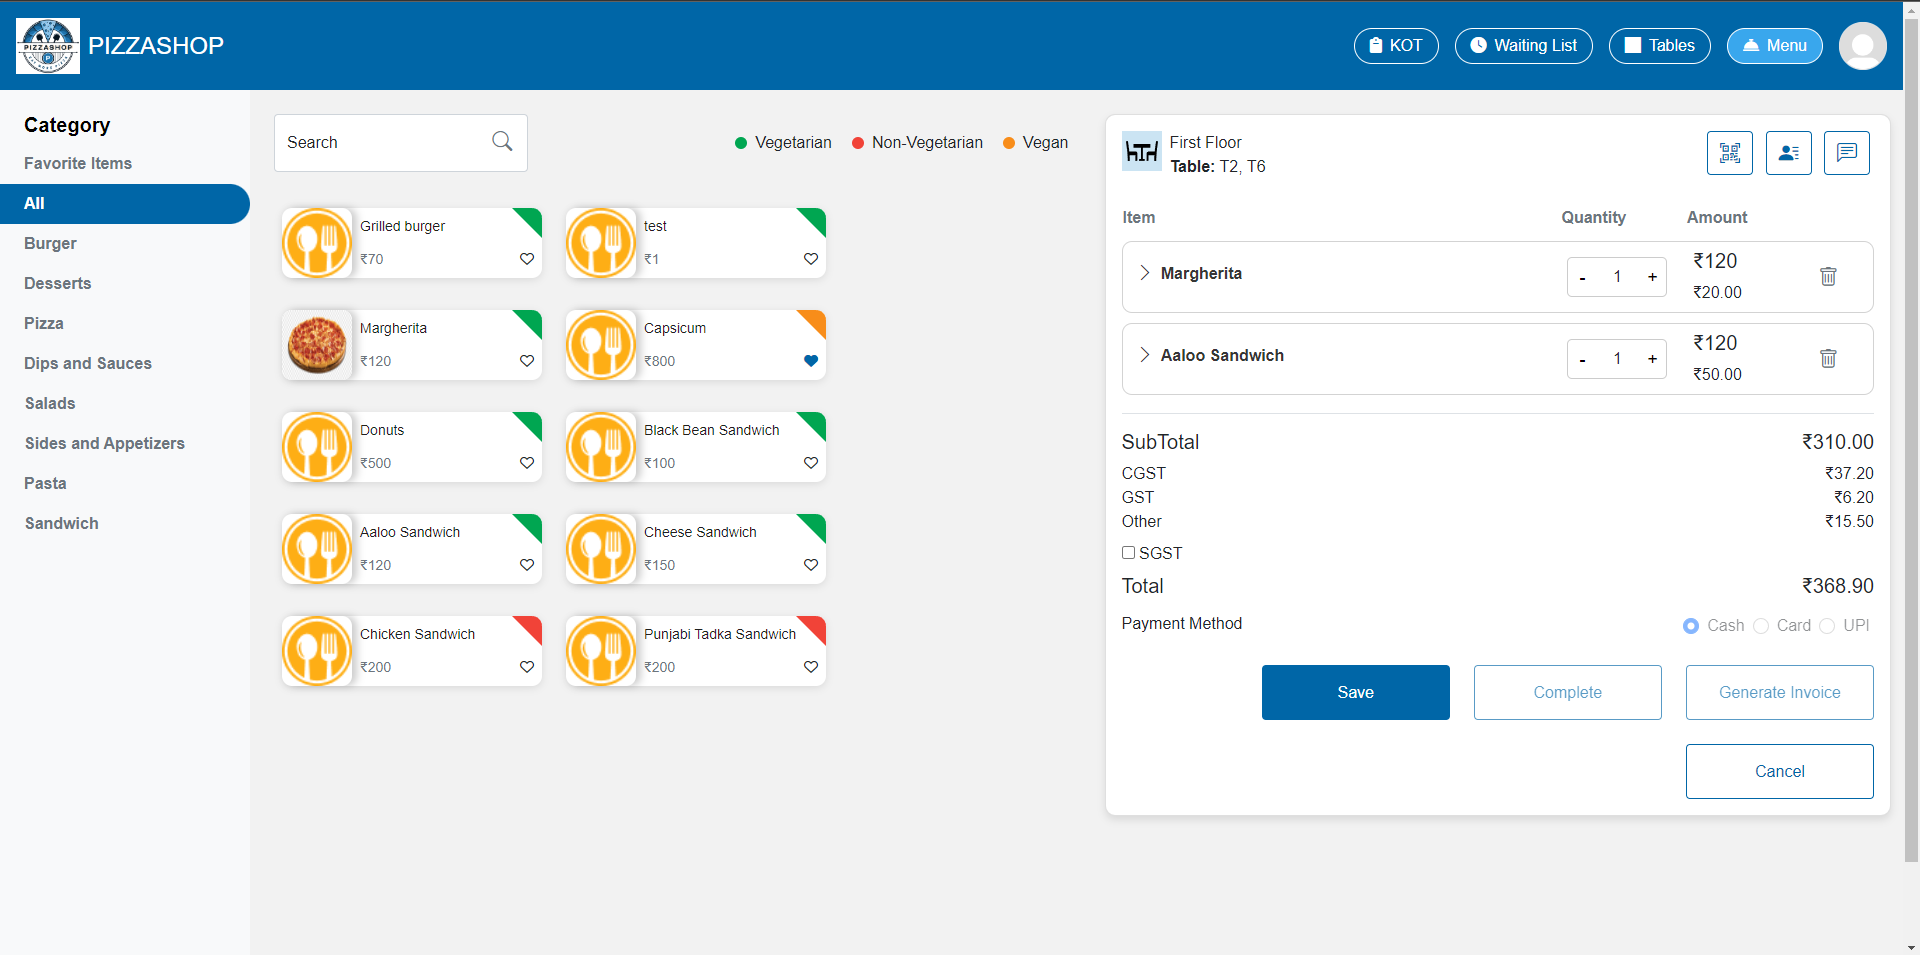 PIZZASHOP
PIZZASHOP
KOT
Waiting List
Tables
Menu
Category
Favorite Items
All
Burger
Desserts
Pizza
Dips and Sauces
Salads
Sides and Appetizers
Pasta
Sandwich
Search
Vegetarian
Non-Vegetarian
Vegan
Grilled burger
₹70
test
₹1
Margherita
₹120
Capsicum
₹800
Donuts
₹500
Black Bean Sandwich
₹100
Aaloo Sandwich
₹120
Cheese Sandwich
₹150
Chicken Sandwich
₹200
Punjabi Tadka Sandwich
₹200
First Floor
Table: T2, T6
Item Quantity Amount
Margherita - 1 + ₹120
₹20.00
Aaloo Sandwich - 1 + ₹120
₹50.00
SubTotal ₹310.00
CGST ₹37.20
GST ₹6.20
Other ₹15.50
SGST
Total ₹368.90
Payment Method Cash Card UPI
Save
Complete
Generate Invoice
Cancel